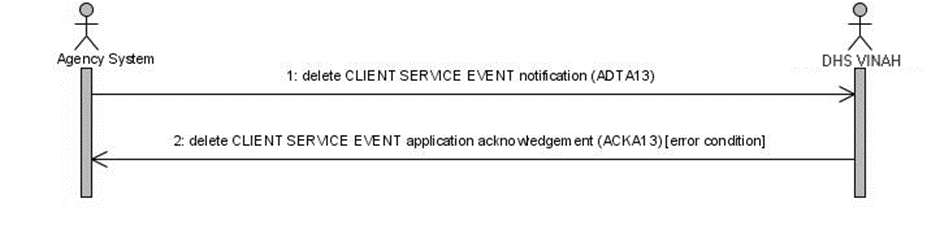 Agency System
DHS VINAH
1: delete CLIENT SERVICE EVENT notification (ADTA13)
2: delete CLIENT SERVICE EVENT application acknowledgement (ACKA13) [error condition]